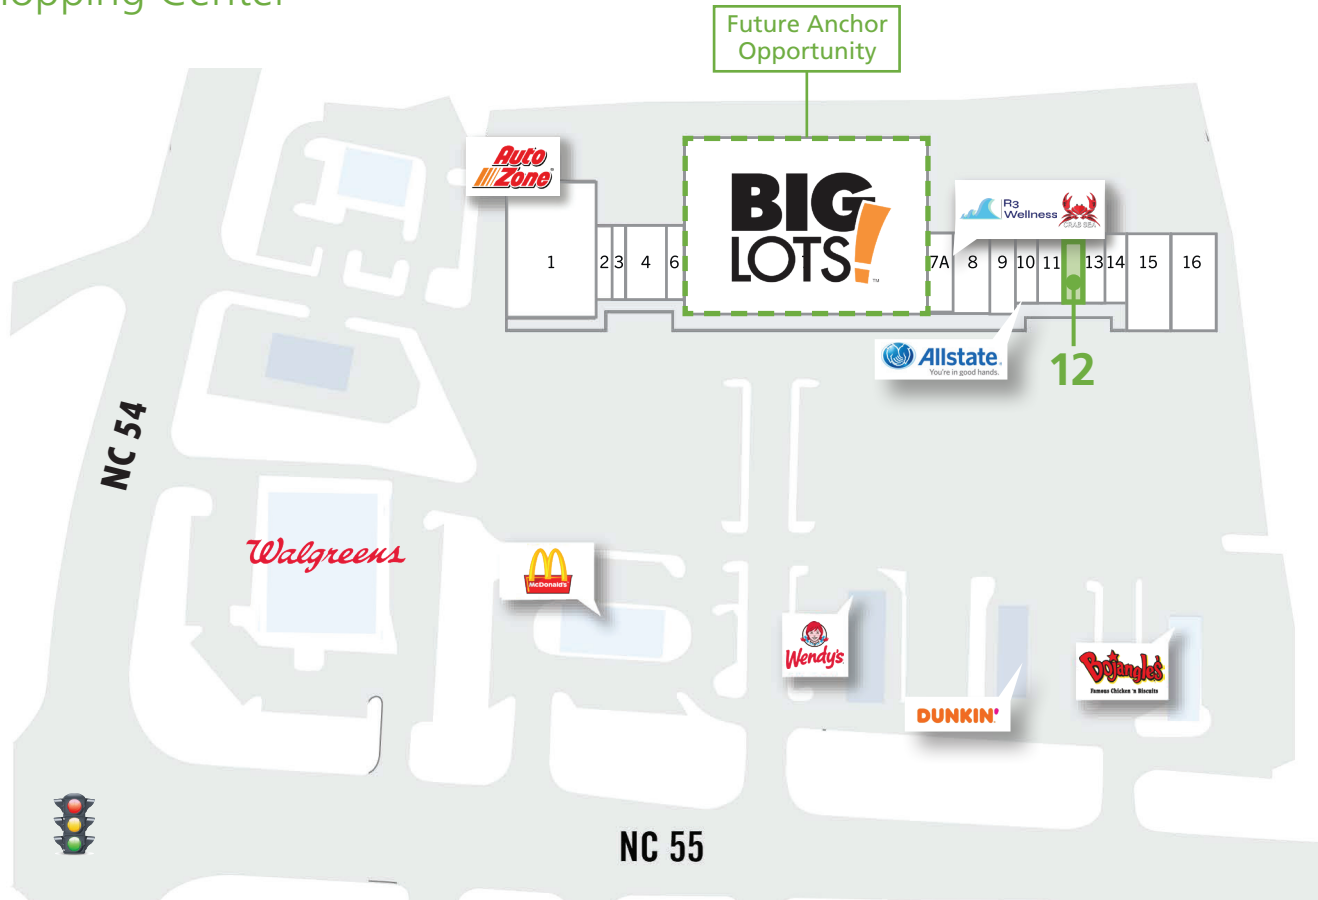 Future Anchor
Opportunity
Auto
Zone
BIG
LOTS!
™
R3
Wellness
CRAB SEA
1
2
3
4
6
7A
8
9
10
11
13
14
15
16
Allstate.
You're in good hands.
12
NC 54
Walgreens
McDonald's
Wendy's
DUNKIN'
Bojangles'
Famous Chicken 'n Biscuits
NC 55